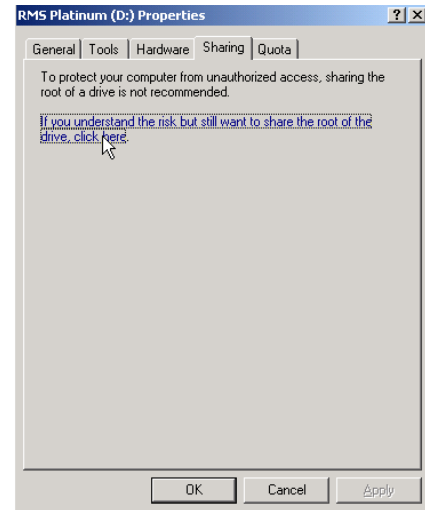 RMS Platinum (D:) Properties
General Tools Hardware Sharing Quota
To protect your computer from unauthorized access, sharing the
root of a drive is not recommended.
If you understand the risk but still want to share the root of the
drive, click here.
OK Cancel Apply